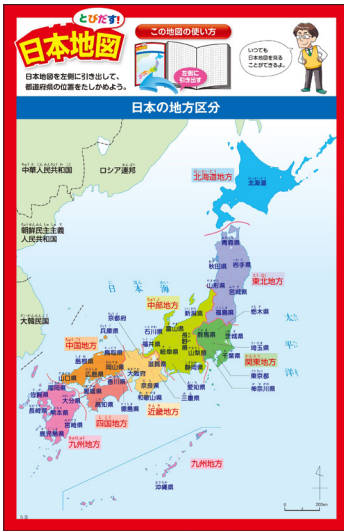 とびだす!
日本地図
日本地図を左側に引き出して、
都道府県の位置をたしかめよう。
この地図の使い方
左側に
引き出す
いつでも
日本地図を見る
ことができるよ。
日本の地方区分
中華人民共和国
ロシア連邦
朝鮮民主主義
人民共和国
大韓民国
北海道地方
北海道
青森県
秋田県
岩手県
山形県
宮城県
東北地方
福島県
日本海
太平洋
中部地方
新潟県
栃木県
京都府
兵庫県
石川県
富山県
群馬県
茨城県
福井県
長野県
埼玉県
中国地方
鳥取県
滋賀県
岐阜県
山梨県
千葉県
関東地方
島根県
岡山県
静岡県
東京都
山口県
広島県
大阪府
奈良県
愛知県
神奈川県
福岡県
愛媛県
香川県
和歌山県
三重県
佐賀県
大分県
高知県
徳島県
近畿地方
長崎県
熊本県
四国地方
宮崎県
鹿児島県
九州地方
九州地方
沖縄県
0
200km